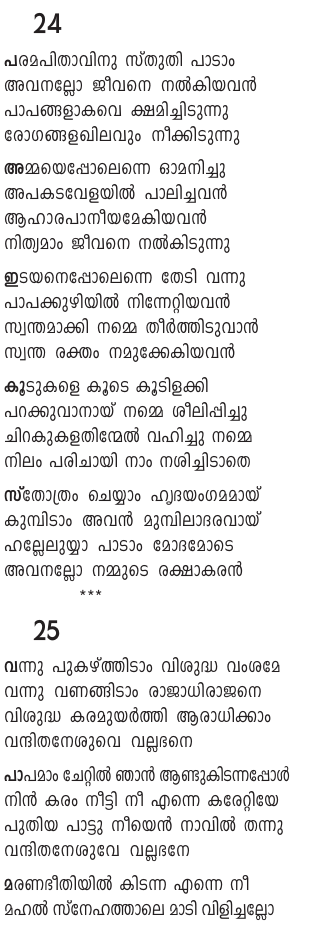 24
പരമപിതാവിനു സ്തുതി പാടാം
അവനല്ലോ ജീവനെ നൽകിയവൻ
പാപങ്ങളാകവെ ക്ഷമിച്ചിടുന്നു
രോഗങ്ങളഖിലവും നീക്കിടുന്നു
അമ്മയെപ്പോലെന്നെ ഓമനിച്ചു
അപകടവേളയിൽ പാലിച്ചവൻ
ആഹാരപാനീയമേകിയവൻ
നിത്യമാം ജീവനെ നൽകിടുന്നു
ഇടയനെപ്പോലെന്നെ തേടി വന്നു
പാപക്കുഴിയിൽ നിന്നേറ്റിയവൻ
സ്വന്തമാക്കി നമ്മെ തീർത്തിടുവാൻ
സ്വന്ത രക്തം നമുക്കേകിയവൻ
കൂടുകളെ കൂടെ കൂടിളക്കി
പറക്കുവാനായ് നമ്മെ ശീലിപ്പിച്ചു
ചിറകുകളതിന്മേൽ വഹിച്ചു നമ്മെ
നിലം പരിചായി നാം നശിച്ചിടാതെ
സ്തോത്രം ചെയ്യാം ഹൃദയംഗമമായ്
കുമ്പിടാം അവൻ മുമ്പിലാദരവായ്
ഹല്ലേലുയ്യാ പാടാം മോദമോടെ
അവനല്ലോ നമ്മുടെ രക്ഷാകരൻ
***
25
വന്നു പുകഴ്ത്തിടാം വിശുദ്ധ വംശമേ
വന്നു വണങ്ങിടാം രാജാധിരാജനെ
വിശുദ്ധ കരമുയർത്തി ആരാധിക്കാം
വന്ദിതനേശുവെ വല്ലഭനെ
പാപമാം ചേറ്റിൽ ഞാൻ ആണ്ടുകിടന്നപ്പോൾ
നിൻ കരം നീട്ടി നീ എന്നെ കരേറ്റിയേ
പുതിയ പാട്ടു നീയെൻ നാവിൽ തന്നു
വന്ദിതനേശുവേ വല്ലഭനേ
മരണഭീതിയിൽ കിടന്ന എന്നെ നീ
മഹൽ സ്നേഹത്താലെ മാടി വിളിച്ചല്ലോ